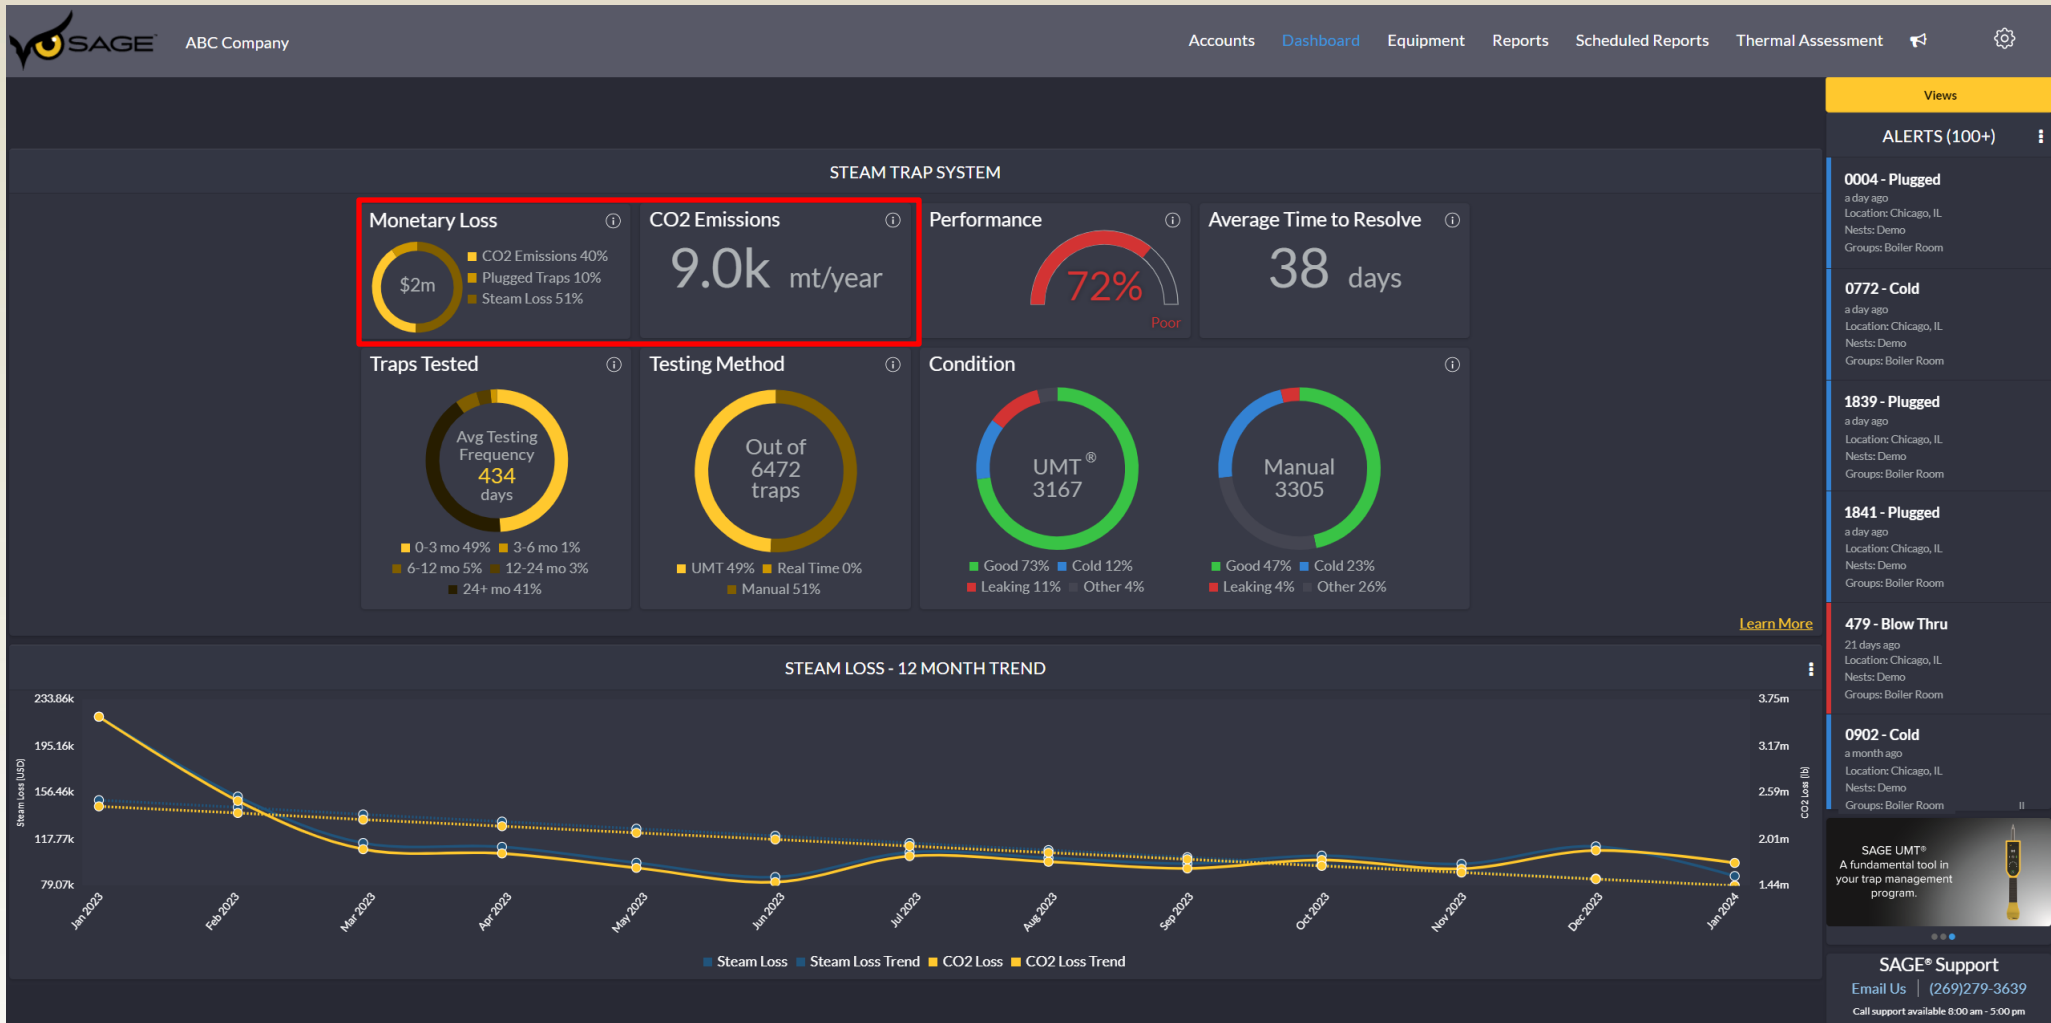 SAGE
ABC Company
Accounts Dashboard Equipment Reports Scheduled Reports Thermal Assessment
Views
ALERTS (100+)
STEAM TRAP SYSTEM
Monetary Loss
$2m
CO2 Emissions 40%
Plugged Traps 10%
Steam Loss 51%
CO2 Emissions
9.0k mt/year
Performance
72%
Poor
Average Time to Resolve
38 days
Traps Tested
Avg Testing
Frequency
434
days
0-3 mo 49% 3-6 mo 1%
6-12 mo 5% 12-24 mo 3%
24+ mo 41%
Testing Method
Out of
6472
traps
UMT 49% Real Time 0%
Manual 51%
Condition
UMT ®
3167
Good 73% Cold 12%
Leaking 11% Other 4%
Manual
3305
Good 47% Cold 23%
Leaking 4% Other 26%
Learn More
STEAM LOSS - 12 MONTH TREND
Steam Loss (USD)
233.86k
195.16k
156.46k
117.77k
79.07k
3.75m
3.17m
2.59m
2.01m
1.44m
CO2 Loss (lb)
Jan 2023
Feb 2023
Mar 2023
Apr 2023
May 2023
Jun 2023
Jul 2023
Aug 2023
Sep 2023
Oct 2023
Nov 2023
Dec 2023
Jan 2024
Steam Loss Steam Loss Trend CO2 Loss CO2 Loss Trend
0004 - Plugged
a day ago
Location: Chicago, IL
Nests: Demo
Groups: Boiler Room
0772 - Cold
a day ago
Location: Chicago, IL
Nests: Demo
Groups: Boiler Room
1839 - Plugged
a day ago
Location: Chicago, IL
Nests: Demo
Groups: Boiler Room
1841 - Plugged
a day ago
Location: Chicago, IL
Nests: Demo
Groups: Boiler Room
479 - Blow Thru
21 days ago
Location: Chicago, IL
Nests: Demo
Groups: Boiler Room
0902 - Cold
a month ago
Location: Chicago, IL
Nests: Demo
Groups: Boiler Room
SAGE UMT®
A fundamental tool in
your trap management
program.
SAGE® Support
Email Us | (269)279-3639
Call support available 8:00 am - 5:00 pm